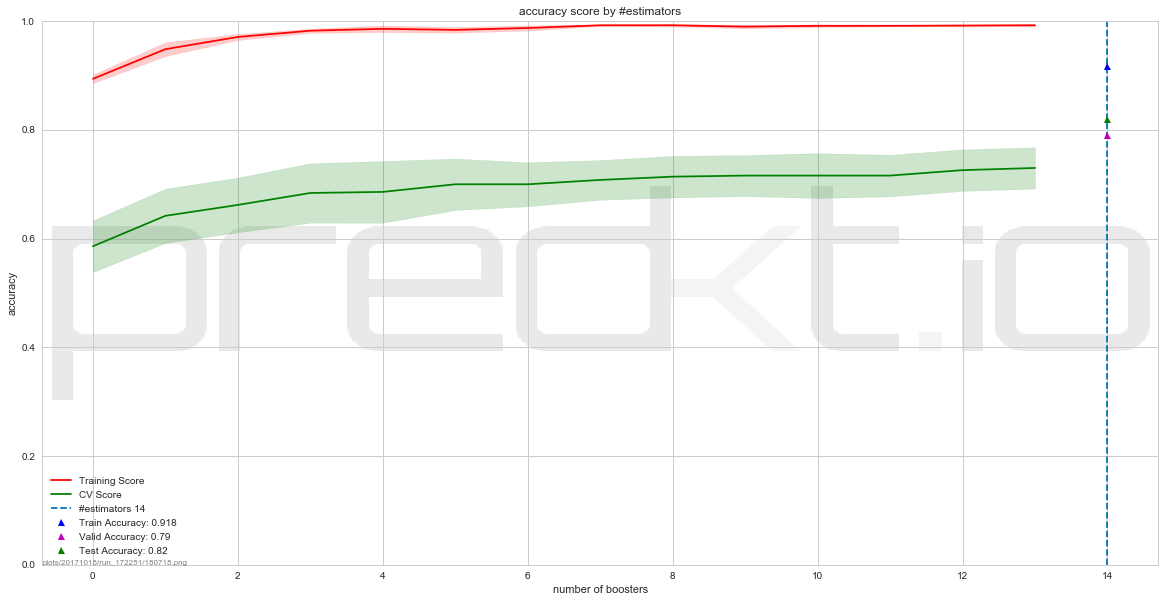 accuracy score by #estimators
1.0
0.8
0.6
0.4
0.2
0.0
accuracy
predkt.io
Training Score
CV Score
#estimators 14
Train Accuracy: 0.918
Valid Accuracy: 0.79
Test Accuracy: 0.82
0 2 4 6 8 10 12 14
number of boosters